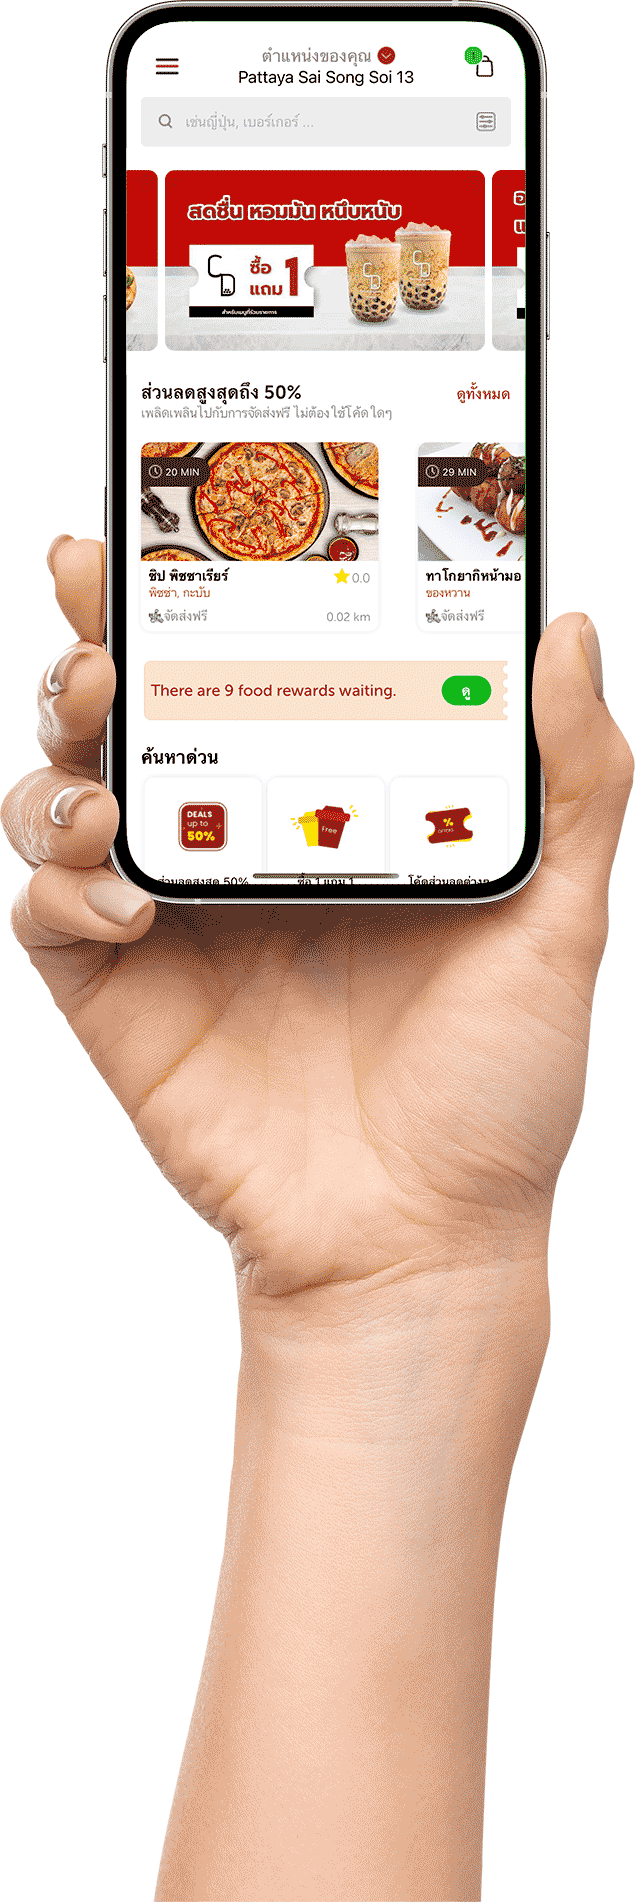 ตำแหน่งของคุณ
Pattaya Sai Song Soi 13
เช่นญี่ปุ่น, เบอร์เกอร์ ...
สดชื่น หอมมัน หนึบหนับ
CD
ซื้อ 1
แถม
สำหรับเมนูที่ร่วมรายการ
CD
ส่วนลดสูงสุดถึง 50%
ดูทั้งหมด
เพลิดเพลินไปกับการจัดส่งฟรี ไม่ต้องใช้โค้ดใดๆ
20 MIN
29 MIN
ชิป พิซซาเรียร์
0.0
ทาโกยากิหน้ามอ
พิซซ่า, กะบับ
ของหวาน
จัดส่งฟรี
0.02 km
จัดส่งฟรี
There are 9 food rewards waiting.
ดู
ค้นหาด่วน
DEALS
up to
50%
Free
%
ส่วนลดสูงสุด 50%
ซื้อ 1 แถม 1
โค้ดส่วนลดต่างๆ